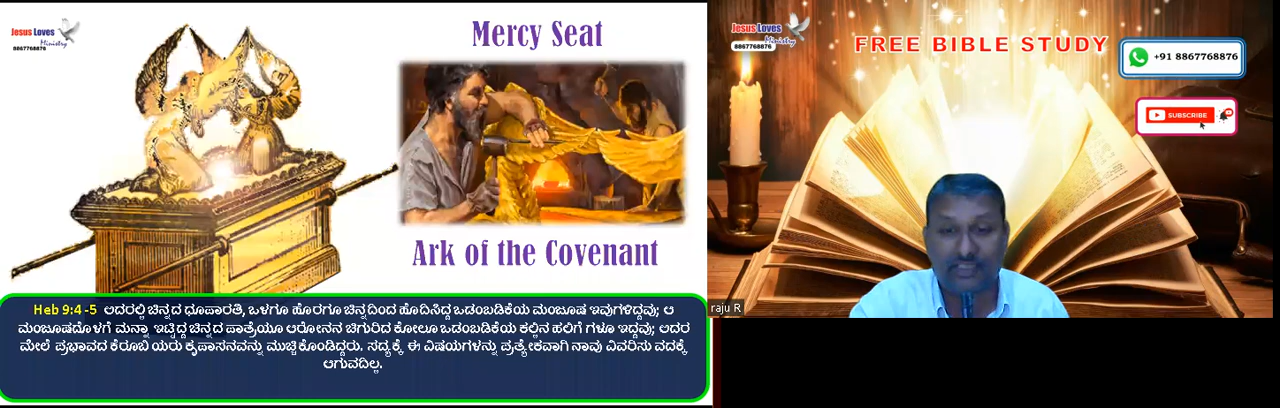 Jesus Loves
Ministry
8867768876
Mercy Seat
Ark of the Covenant
Heb 9:4 -5 ಅದರಲ್ಲಿ ಚಿನ್ನದ ಧೂಪಾರತಿ, ಒಳಗೂ ಹೊರಗೂ ಚಿನ್ನದಿಂದ ಹೊದಿಸಿದ್ದ ಒಡಂಬಡಿಕೆಯ ಮಂಜೂಷ ಇವುಗಳಿದ್ದವು; ಆ
ಮಂಜೂಷದೊಳಗೆ ಮನ್ನಾ ಇಟ್ಟಿದ್ದ ಚಿನ್ನದ ಪಾತ್ರೆಯೂ ಆರೋನನ ಚಿಗುರಿದ ಕೋಲೂ ಒಡಂಬಡಿಕೆಯ ಕಲ್ಲಿನ ಹಲಿಗೆ ಗಳೂ ಇದ್ದವು; ಅದರ
ಮೇಲೆ ಪ್ರಭಾವದ ಕೆರೂಬಿ ಯರು ಕೃಪಾಸನವನ್ನು ಮುಚ್ಚಿಕೊಂಡಿದ್ದರು. ಸದ್ಯಕ್ಕೆ ಈ ವಿಷಯಗಳನ್ನು ಪ್ರತ್ಯೇಕವಾಗಿ ನಾವು ವಿವರಿಸು ವದಕ್ಕೆ
ಆಗುವದಿಲ್ಲ.
Jesus Loves
Ministry
8867768876
FREE BIBLE STUDY
+91 8867768876
SUBSCRIBE
raju R